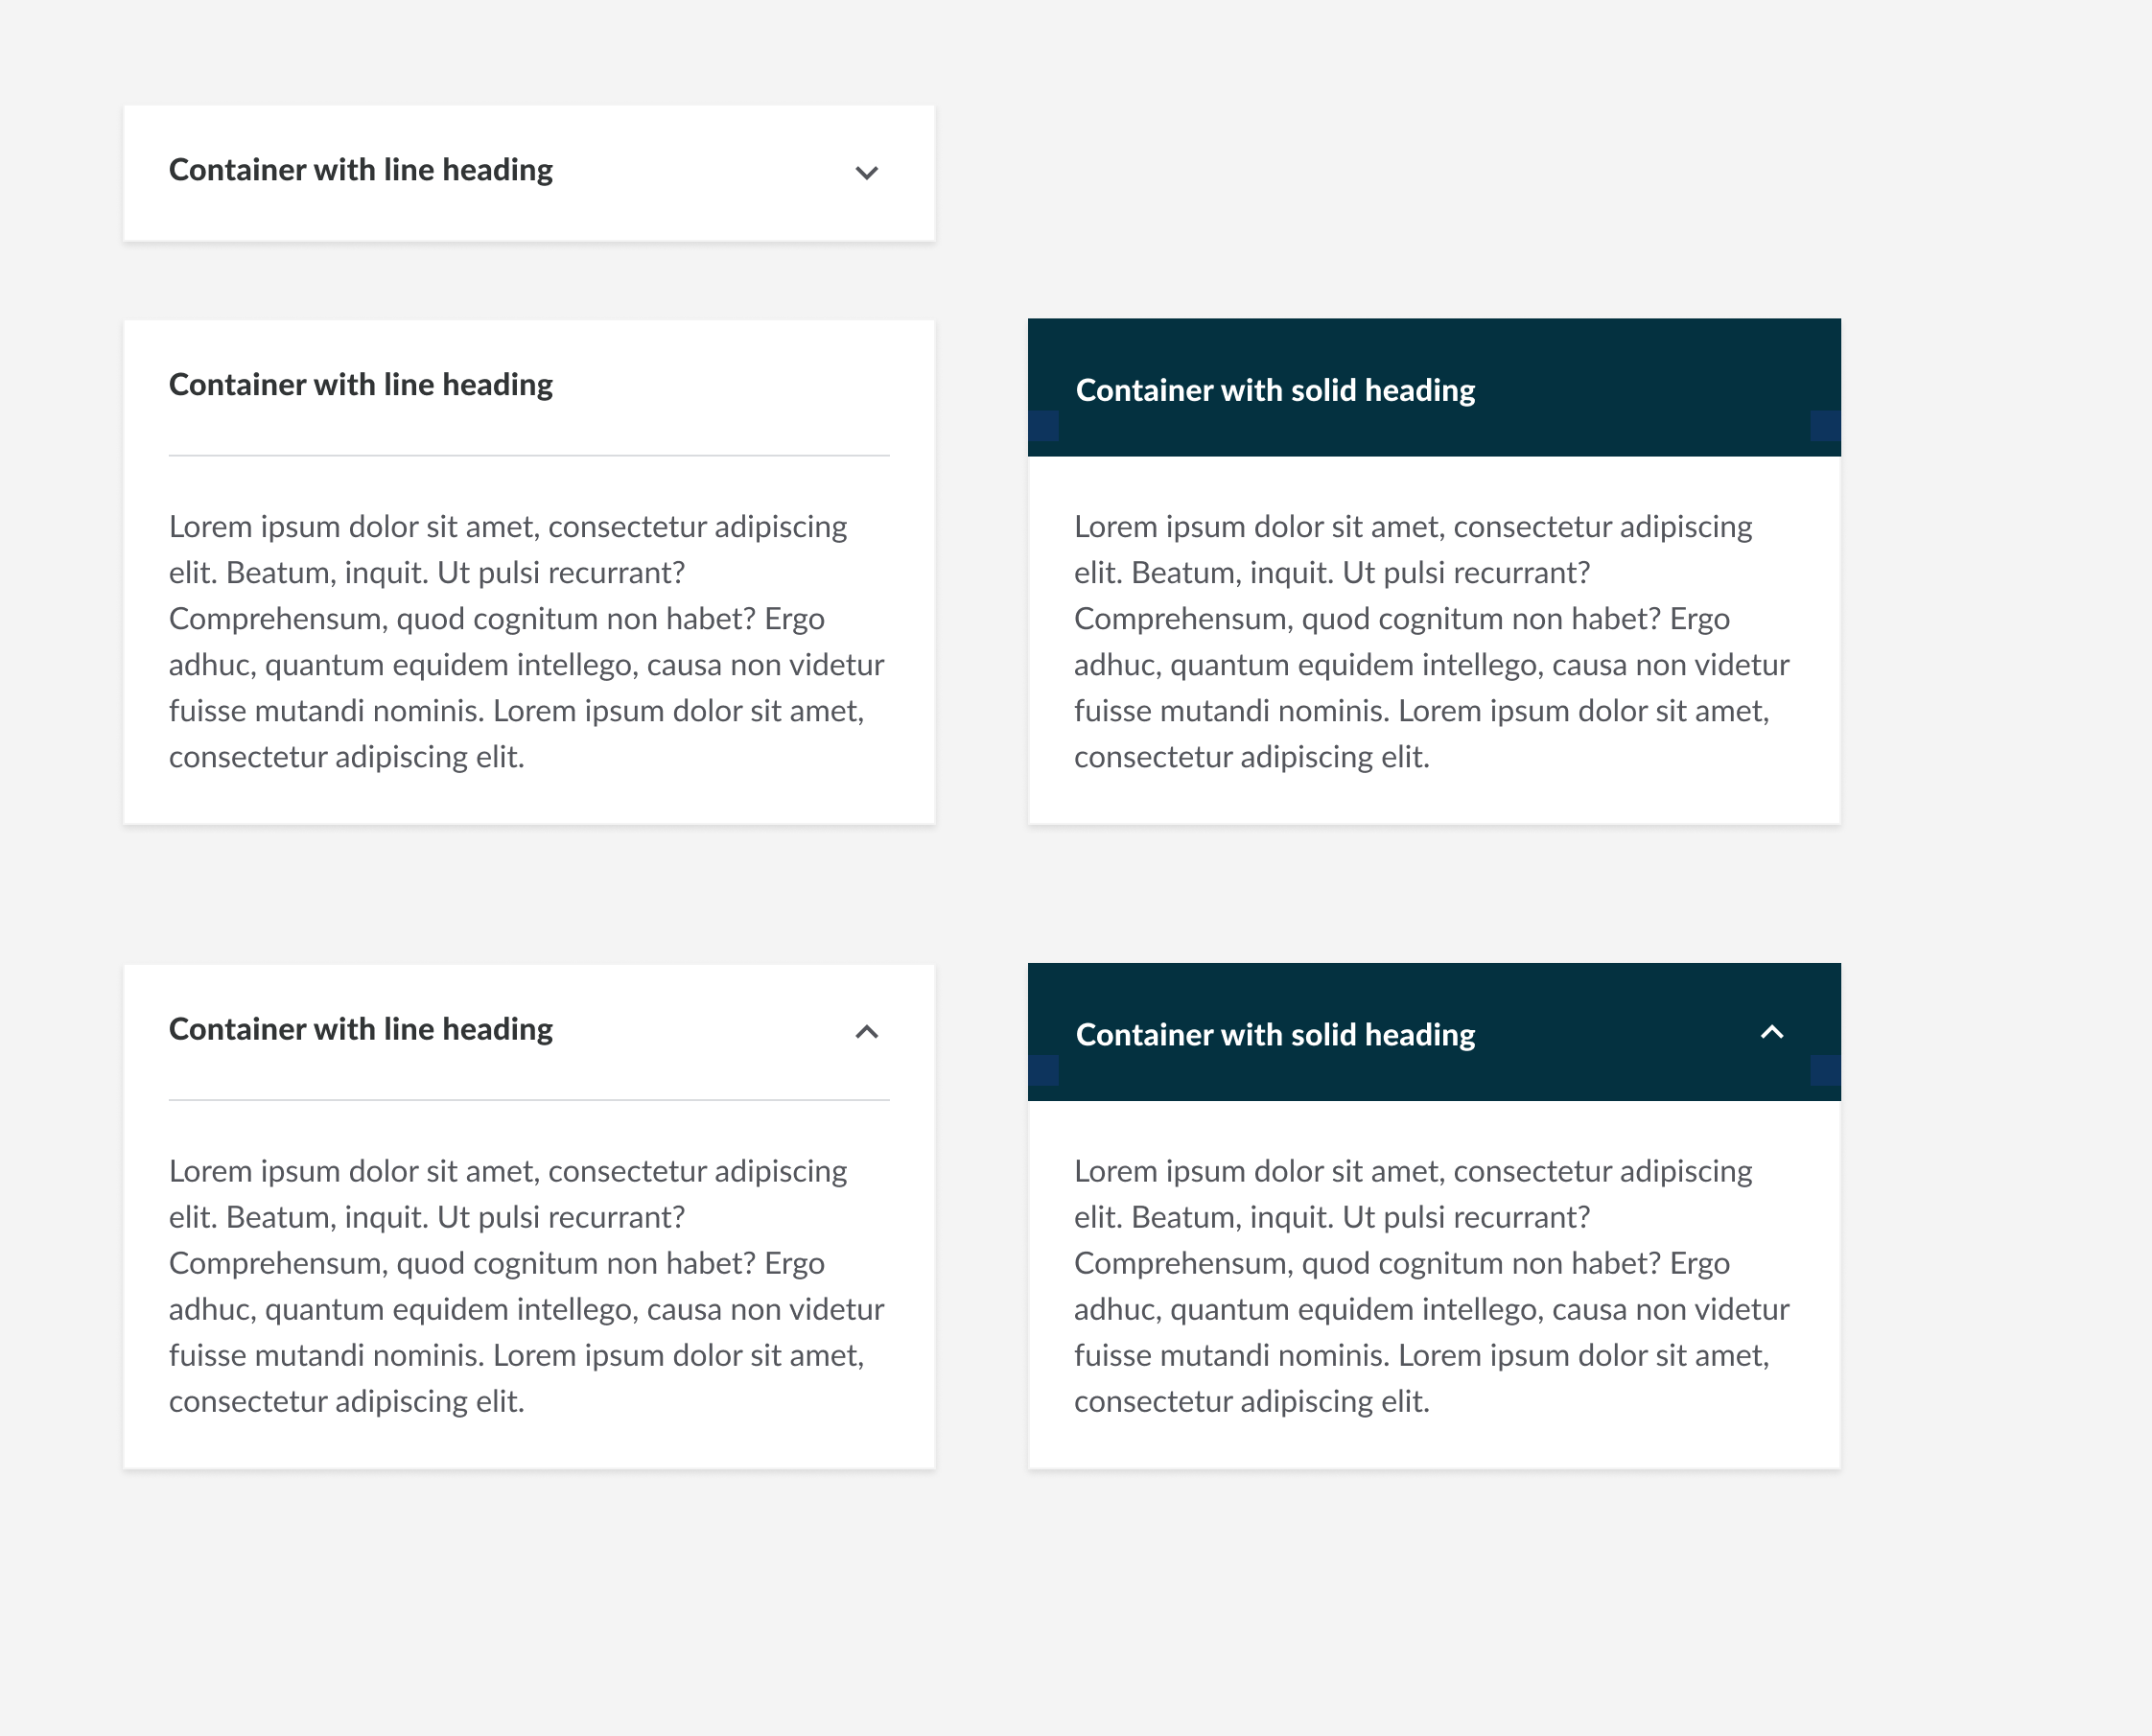 Container with line heading
Container with line heading
Lorem ipsum dolor sit amet, consectetur adipiscing
elit. Beatum, inquit. Ut pulsi recurrant?
Comprehensum, quod cognitum non habet? Ergo
adhuc, quantum equidem intellego, causa non videtur
fuisse mutandi nominis. Lorem ipsum dolor sit amet,
consectetur adipiscing elit.
Container with solid heading
Lorem ipsum dolor sit amet, consectetur adipiscing
elit. Beatum, inquit. Ut pulsi recurrant?
Comprehensum, quod cognitum non habet? Ergo
adhuc, quantum equidem intellego, causa non videtur
fuisse mutandi nominis. Lorem ipsum dolor sit amet,
consectetur adipiscing elit.
Container with line heading
Lorem ipsum dolor sit amet, consectetur adipiscing
elit. Beatum, inquit. Ut pulsi recurrant?
Comprehensum, quod cognitum non habet? Ergo
adhuc, quantum equidem intellego, causa non videtur
fuisse mutandi nominis. Lorem ipsum dolor sit amet,
consectetur adipiscing elit.
Container with solid heading
Lorem ipsum dolor sit amet, consectetur adipiscing
elit. Beatum, inquit. Ut pulsi recurrant?
Comprehensum, quod cognitum non habet? Ergo
adhuc, quantum equidem intellego, causa non videtur
fuisse mutandi nominis. Lorem ipsum dolor sit amet,
consectetur adipiscing elit.